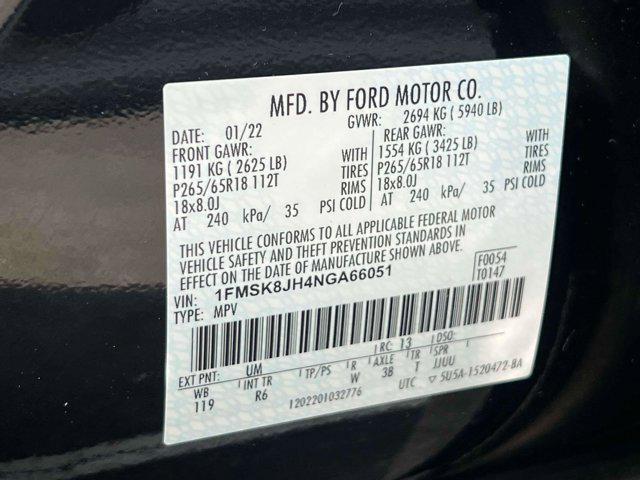 MFD. BY FORD MOTOR CO.
DATE: 01/22 GVWR: 2694 KG ( 5940 LB)
FRONT GAWR: REAR GAWR:
1191 KG ( 2625 LB) WITH 1554 KG ( 3425 LB) WITH
P265/65R18 112T TIRES P265/65R18 112T TIRES
18x8.0J RIMS 18x8.0J RIMS
AT 240 kPa/ 35 PSI COLD AT 240 kPa/ 35 PSI COLD
THIS VEHICLE CONFORMS TO ALL APPLICABLE FEDERAL MOTOR
VEHICLE SAFETY AND THEFT PREVENTION STANDARDS IN
EFFECT ON THE DATE OF MANUFACTURE SHOWN ABOVE.
VIN: 1FMSK8JH4NGA66051 F0054
TYPE: MPV T0147
EXT PNT: UM RC: 13 DSO:
WB INT TR TP/PS R AXLE TR SPR
119 R6 W 3B T JJUU
1202201032776 UTC ▽ 5U5A-1520472-BA